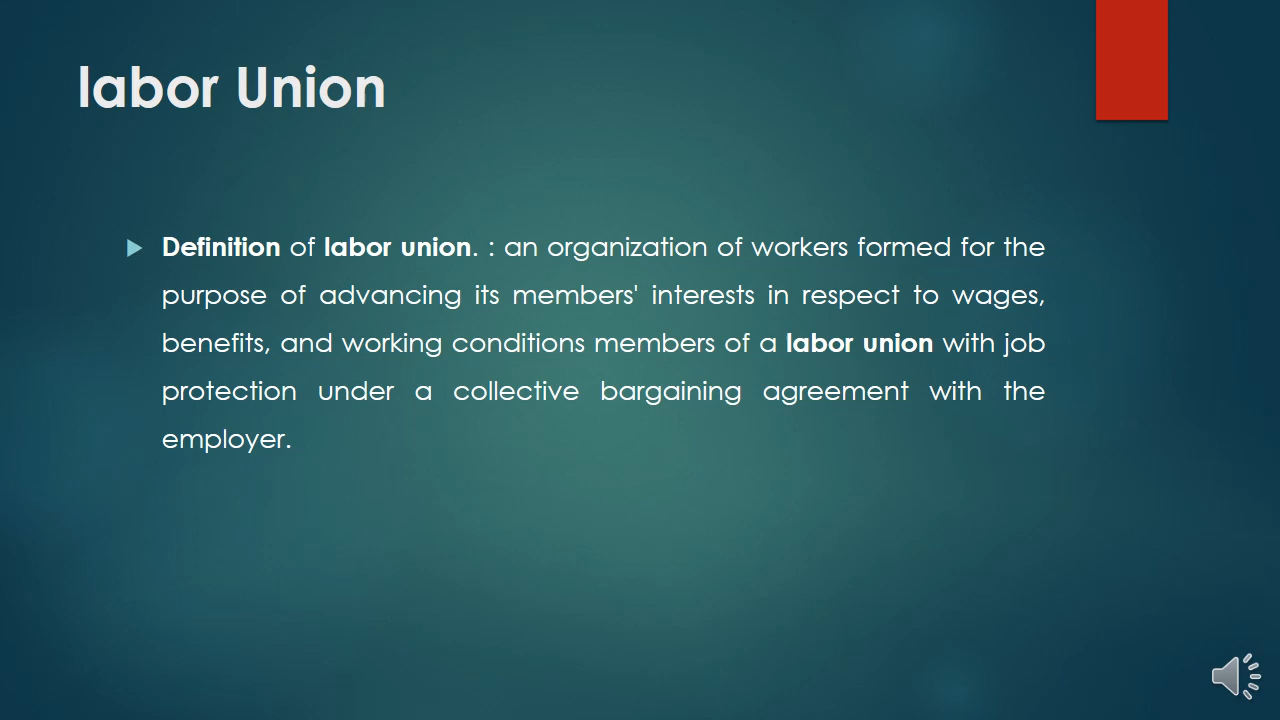 labor Union
Definition of labor union. : an organization of workers formed for the
purpose of advancing its members' interests in respect to wages,
benefits, and working conditions members of a labor union with job
protection under a collective bargaining agreement with the
employer.